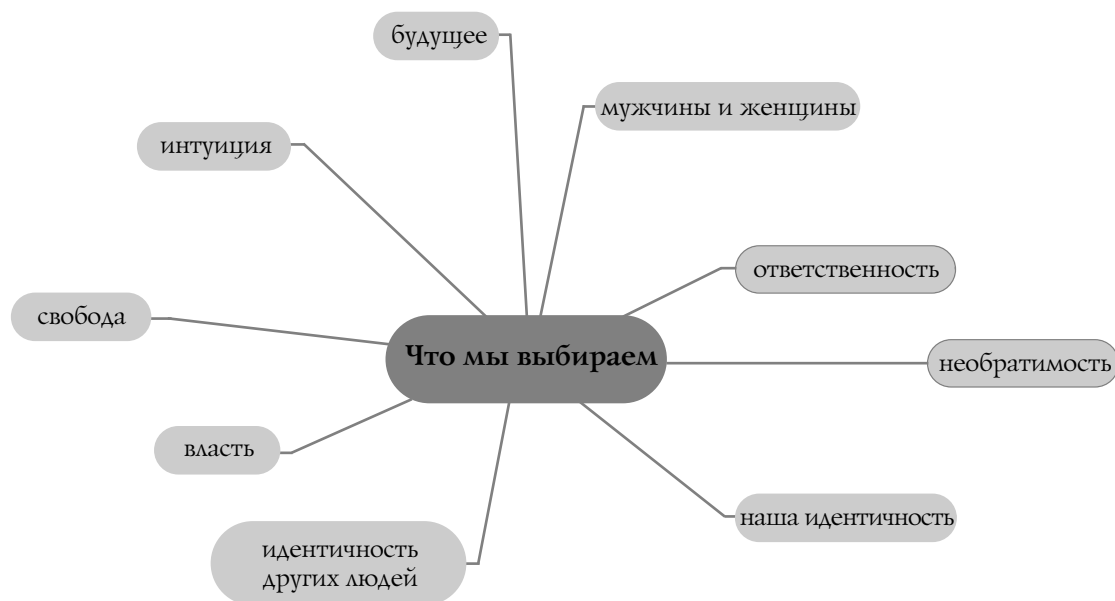 будущее
мужчины и женщины
интуиция
ответственность
свобода
Что мы выбираем
необратимость
власть
наша идентичность
идентичность
других людей